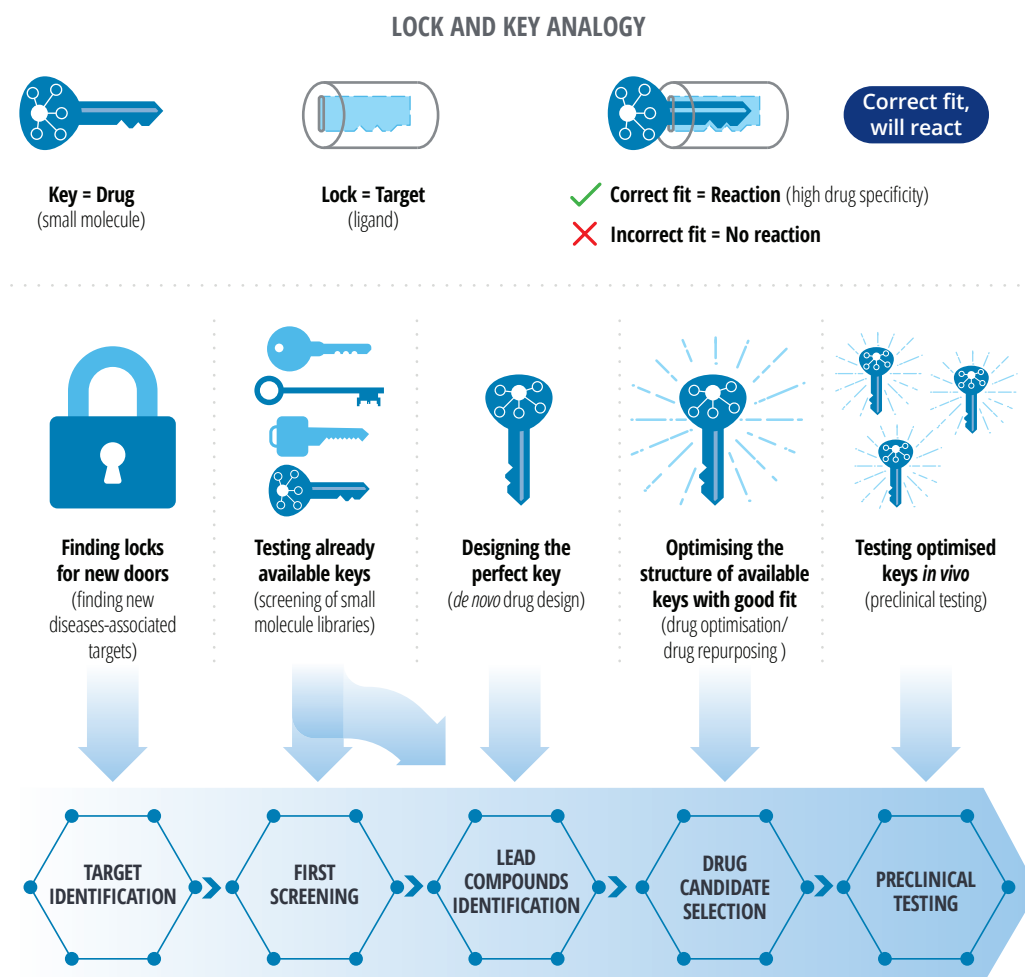 LOCK AND KEY ANALOGY
Key = Drug
(small molecule)
Lock = Target
(ligand)
Correct fit,
will react
Correct fit = Reaction (high drug specificity)
Incorrect fit = No reaction
Finding locks
for new doors
(finding new
diseases-associated
targets)
Testing already
available keys
(screening of small
molecule libraries)
Designing the
perfect key
(de novo drug design)
Optimising the
structure of available
keys with good fit
(drug optimisation/
drug repurposing )
Testing optimised
keys in vivo
(preclinical testing)
TARGET
IDENTIFICATION
FIRST
SCREENING
LEAD
COMPOUNDS
IDENTIFICATION
DRUG
CANDIDATE
SELECTION
PRECLINICAL
TESTING